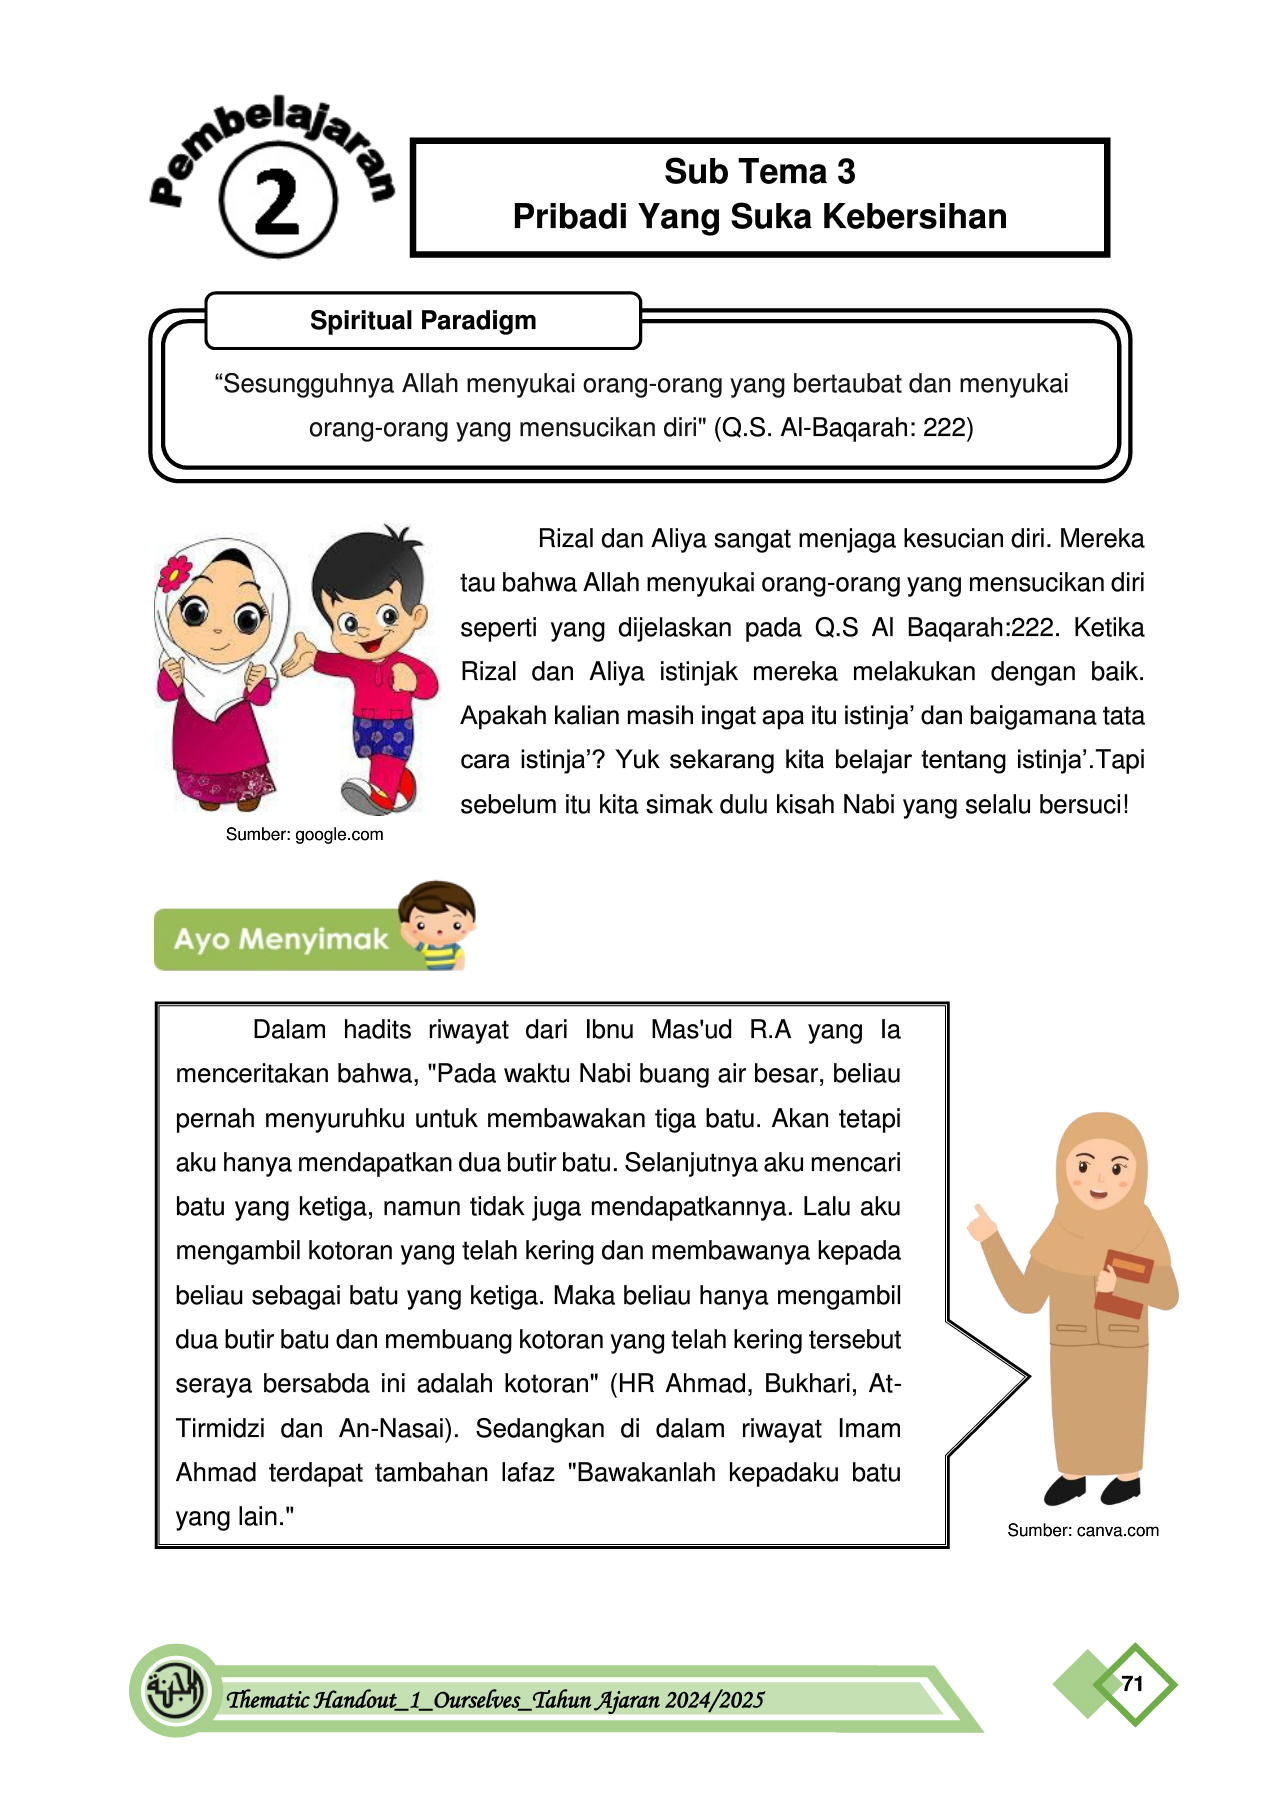 Pembelajaran
2
Sub Tema 3
Pribadi Yang Suka Kebersihan
Spiritual Paradigm
“Sesungguhnya Allah menyukai orang-orang yang bertaubat dan menyukai
orang-orang yang mensucikan diri" (Q.S. Al-Baqarah: 222)
Rizal dan Aliya sangat menjaga kesucian diri. Mereka
tau bahwa Allah menyukai orang-orang yang mensucikan diri
seperti yang dijelaskan pada Q.S Al Baqarah:222. Ketika
Rizal dan Aliya istinjak mereka melakukan dengan baik.
Apakah kalian masih ingat apa itu istinja’ dan baigamana tata
cara istinja’? Yuk sekarang kita belajar tentang istinja’.Tapi
sebelum itu kita simak dulu kisah Nabi yang selalu bersuci!
Sumber: google.com
Ayo Menyimak
Dalam hadits riwayat dari Ibnu Mas'ud R.A yang Ia
menceritakan bahwa, "Pada waktu Nabi buang air besar, beliau
pernah menyuruhku untuk membawakan tiga batu. Akan tetapi
aku hanya mendapatkan dua butir batu. Selanjutnya aku mencari
batu yang ketiga, namun tidak juga mendapatkannya. Lalu aku
mengambil kotoran yang telah kering dan membawanya kepada
beliau sebagai batu yang ketiga. Maka beliau hanya mengambil
dua butir batu dan membuang kotoran yang telah kering tersebut
seraya bersabda ini adalah kotoran" (HR Ahmad, Bukhari, At-
Tirmidzi dan An-Nasai). Sedangkan di dalam riwayat Imam
Ahmad terdapat tambahan lafaz "Bawakanlah kepadaku batu
yang lain."
Sumber: canva.com
Thematic Handout_1_Ourselves_Tahun Ajaran 2024/2025
71